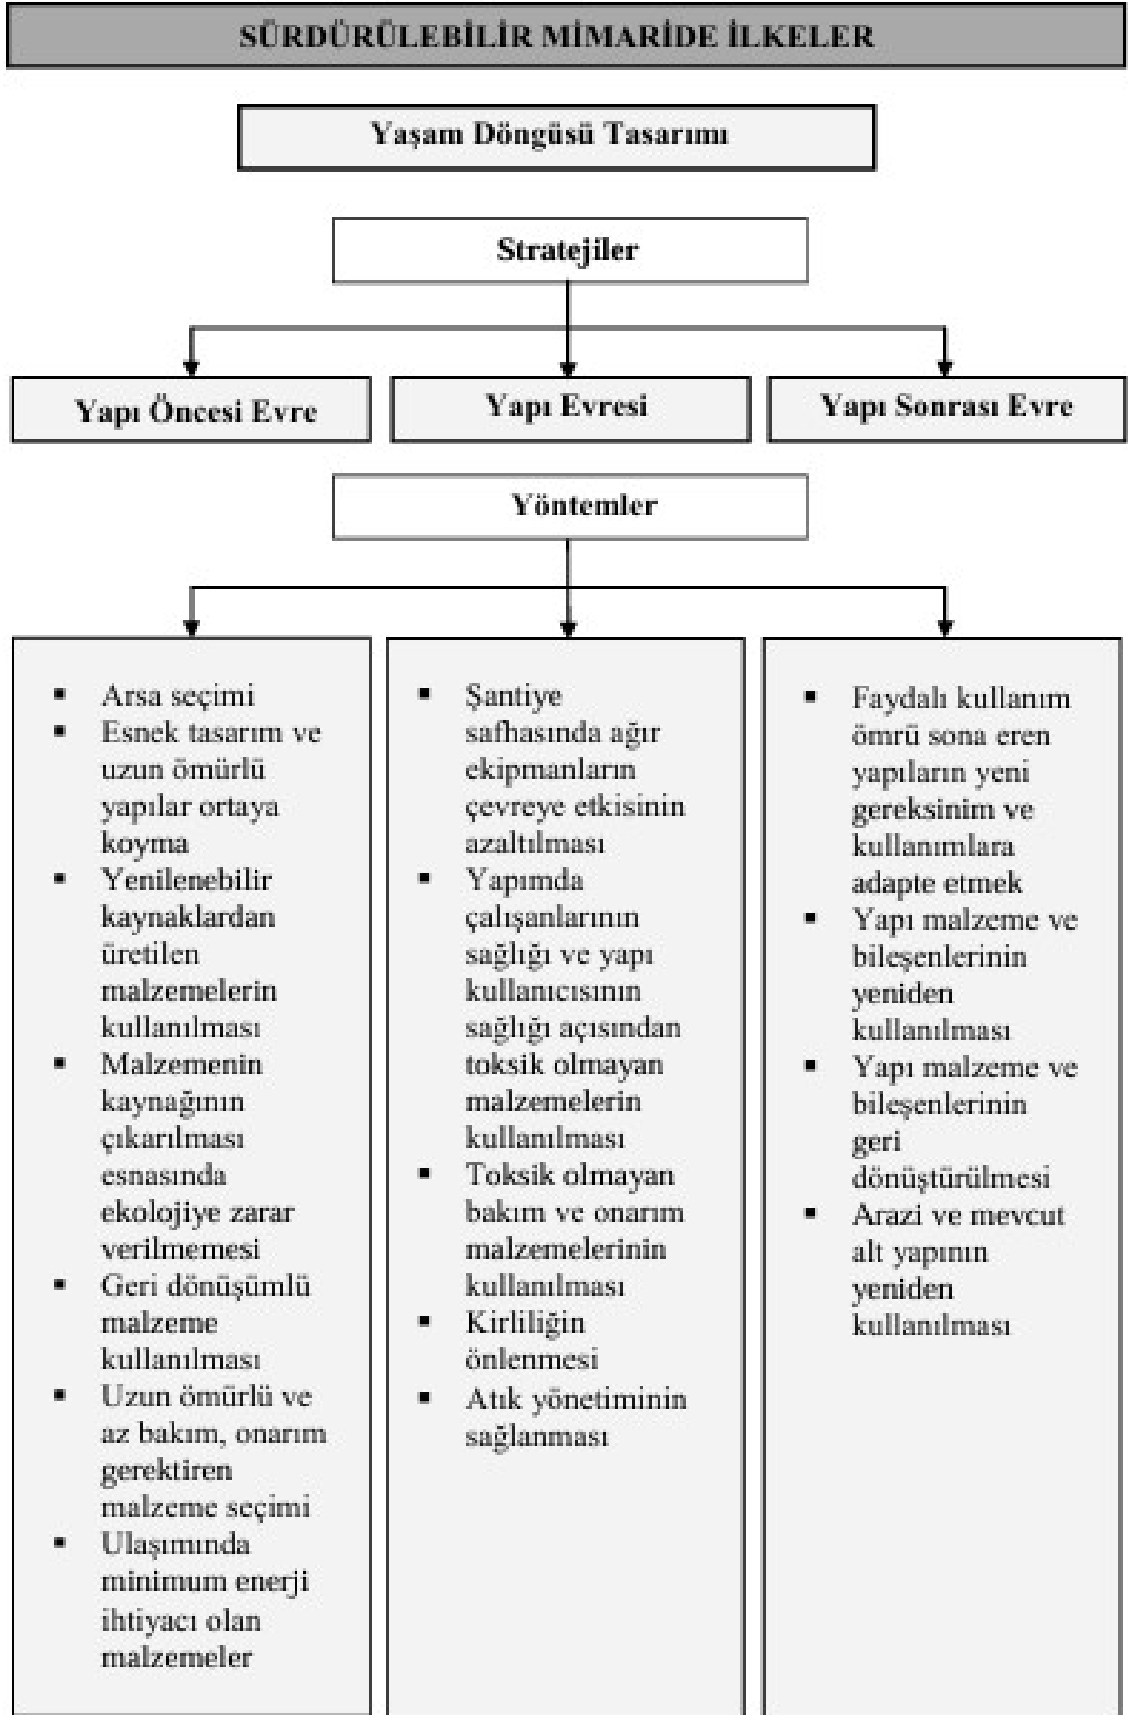 SÜRDÜRÜLEBİLİR MİMARİDE İLKELER
Yaşam Döngüsü Tasarımı
Stratejiler
Yapı Öncesi Evre
Yapı Evresi
Yapı Sonrası Evre
Yöntemler
▪ Arsa seçimi
▪ Esnek tasarım ve
uzun ömürlü
yapılar ortaya
koyma
▪ Yenilenebilir
kaynaklardan
üretilen
malzemelerin
kullanılması
▪ Malzemenin
kaynağının
çıkarılması
esnasında
ekolojiye zarar
verilmemesi
▪ Geri dönüşümlü
malzeme
kullanılması
▪ Uzun ömürlü ve
az bakım, onarım
gerektiren
malzeme seçimi
▪ Ulaşımında
minimum enerji
ihtiyacı olan
malzemeler
▪ Şantiye
safhasında ağır
ekipmanların
çevreye etkisinin
azaltılması
▪ Yapımda
çalışanlarının
sağlığı ve yapı
kullanıcısının
sağlığı açısından
toksik olmayan
malzemelerin
kullanılması
▪ Toksik olmayan
bakım ve onarım
malzemelerinin
kullanılması
▪ Kirliliğin
önlenmesi
▪ Atık yönetiminin
sağlanması
▪ Faydalı kullanım
ömrü sona eren
yapıların yeni
gereksinim ve
kullanımlara
adapte etmek
▪ Yapı malzeme ve
bileşenlerinin
yeniden
kullanılması
▪ Yapı malzeme ve
bileşenlerinin
geri
dönüştürülmesi
▪ Arazi ve mevcut
alt yapının
yeniden
kullanılması